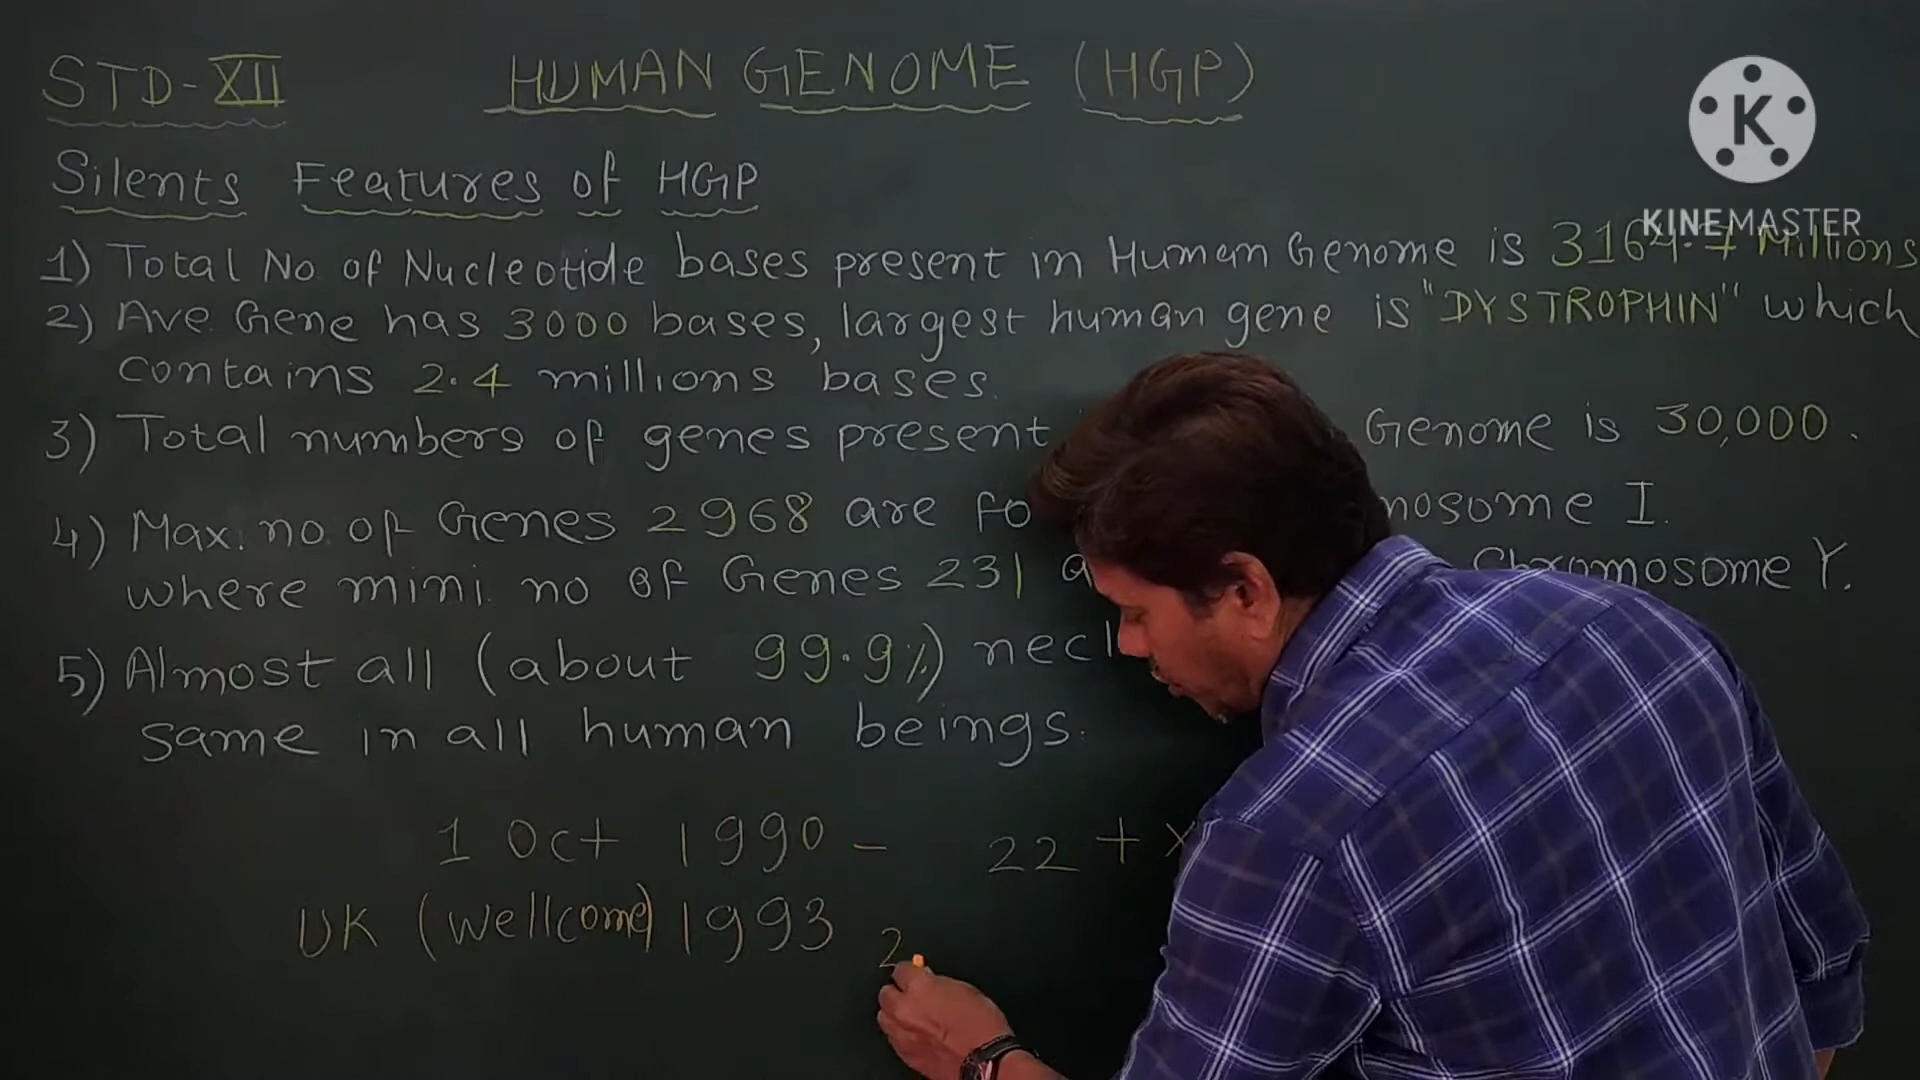 STD-XII HUMAN GENOME (HGP)
KINEMASTER
Silents Features of HGP
1) Total No. of Nucleotide bases present in Human Genome is 3164.7 Millions
2) Ave. Gene has 3000 bases, largest human gene is "DYSTROPHIN" which
contains 2.4 millions bases.
3) Total numbers of genes present Genome is 30,000.
4) Max. no. of Genes 2968 are I.
where mini. no of Genes 231 Chromosome Y.
5) Almost all (about 99.9%)
same in all human beings.
1 Oct 1990 - 22 + X
UK (Wellcome) 1993 2